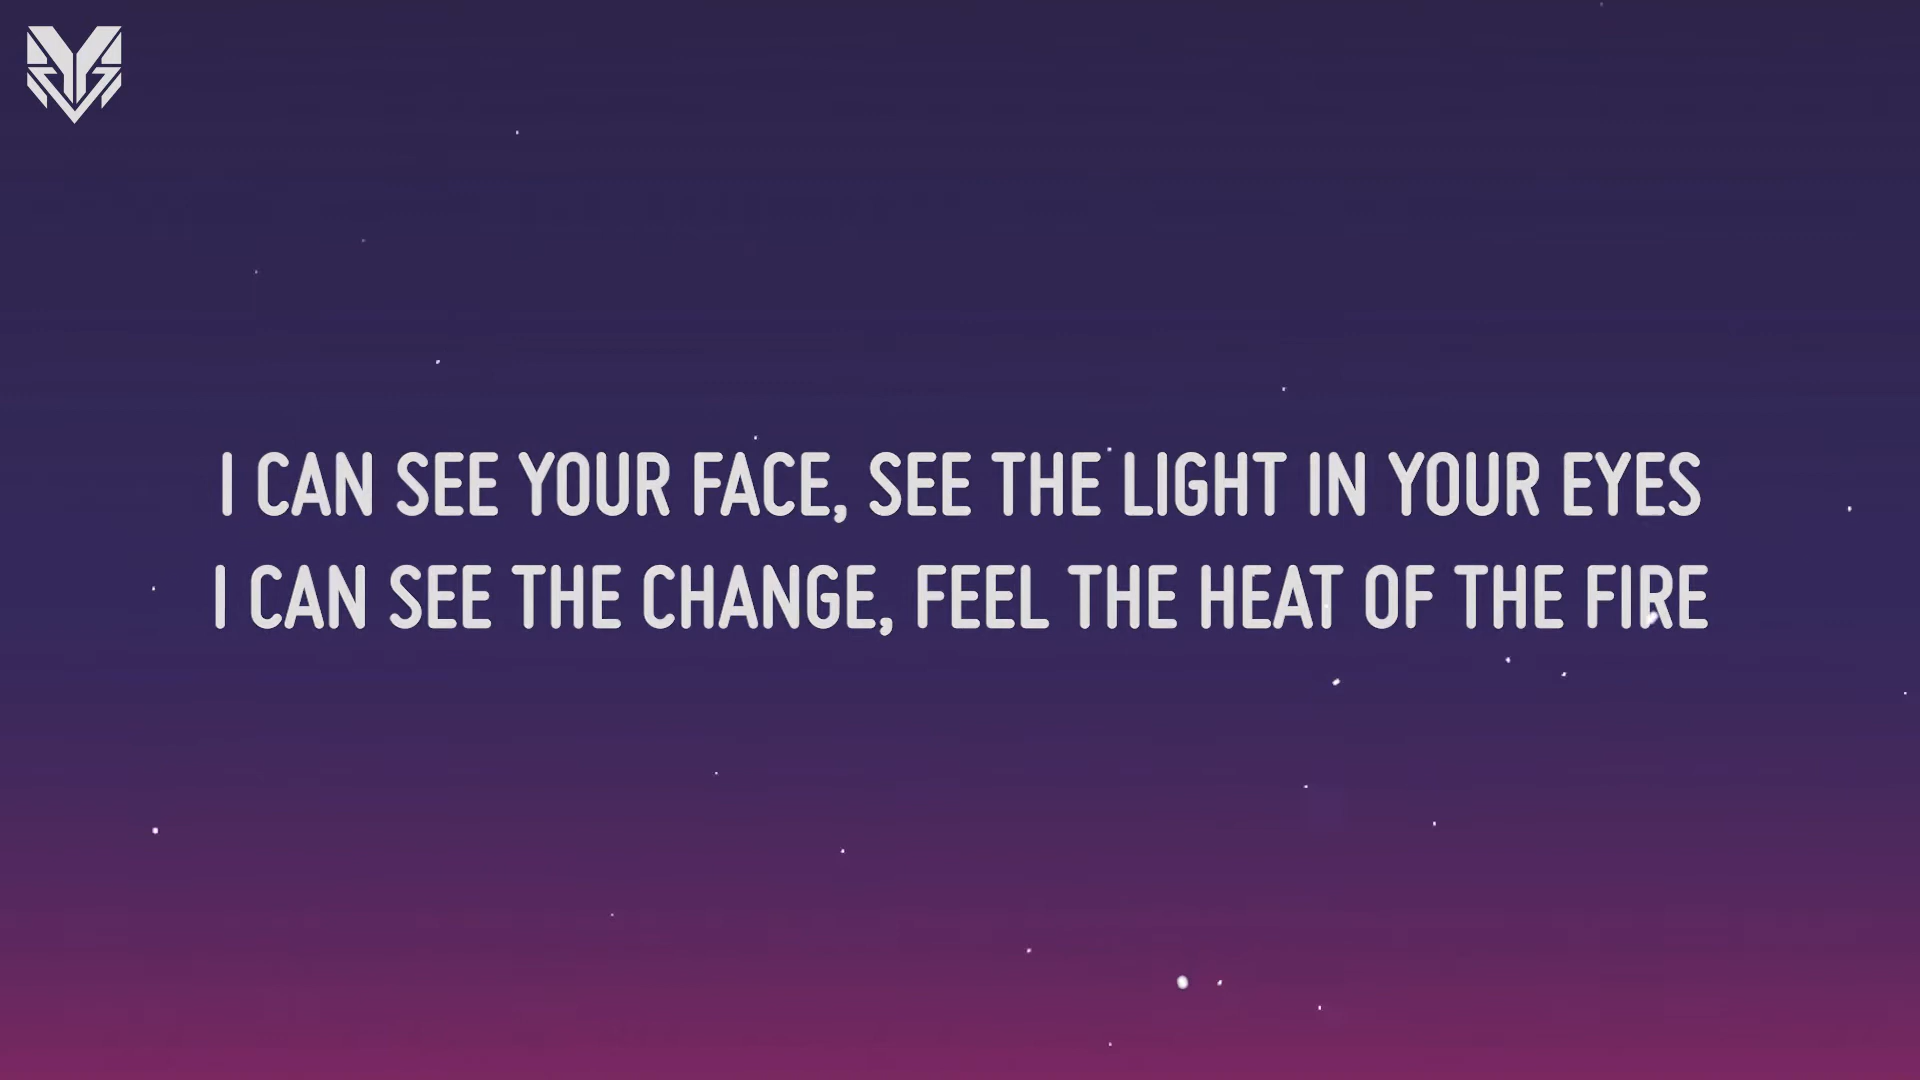 I CAN SEE YOUR FACE, SEE THE LIGHT IN YOUR EYES
I CAN SEE THE CHANGE, FEEL THE HEAT OF THE FIRE